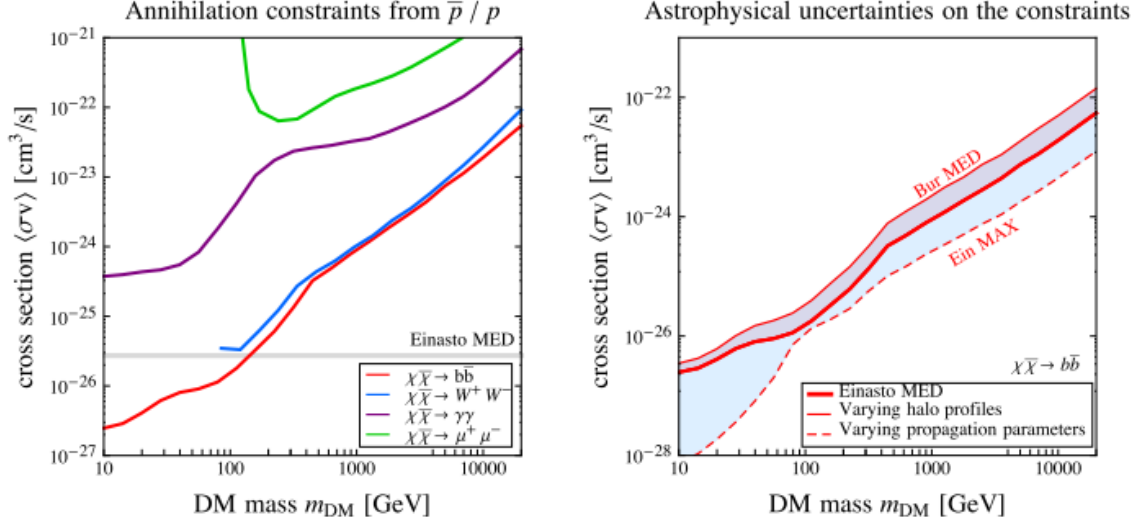 Annihilation constraints from p̅ / p
10⁻²¹
10⁻²²
10⁻²³
10⁻²⁴
10⁻²⁵
10⁻²⁶
10⁻²⁷
cross section ⟨σv⟩ [cm³/s]
Einasto MED
χχ̅→ bb̅
χχ̅→ W⁺ W⁻
χχ̅→ γγ
χχ̅→ μ⁺ μ⁻
10 100 1000 10000
DM mass m_DM [GeV]
Astrophysical uncertainties on the constraints
10⁻²²
10⁻²⁴
10⁻²⁶
10⁻²⁸
cross section ⟨σv⟩ [cm³/s]
Bur MED
Ein MAX
χχ̅→ bb̅
Einasto MED
Varying halo profiles
Varying propagation parameters
10 100 1000 10000
DM mass m_DM [GeV]